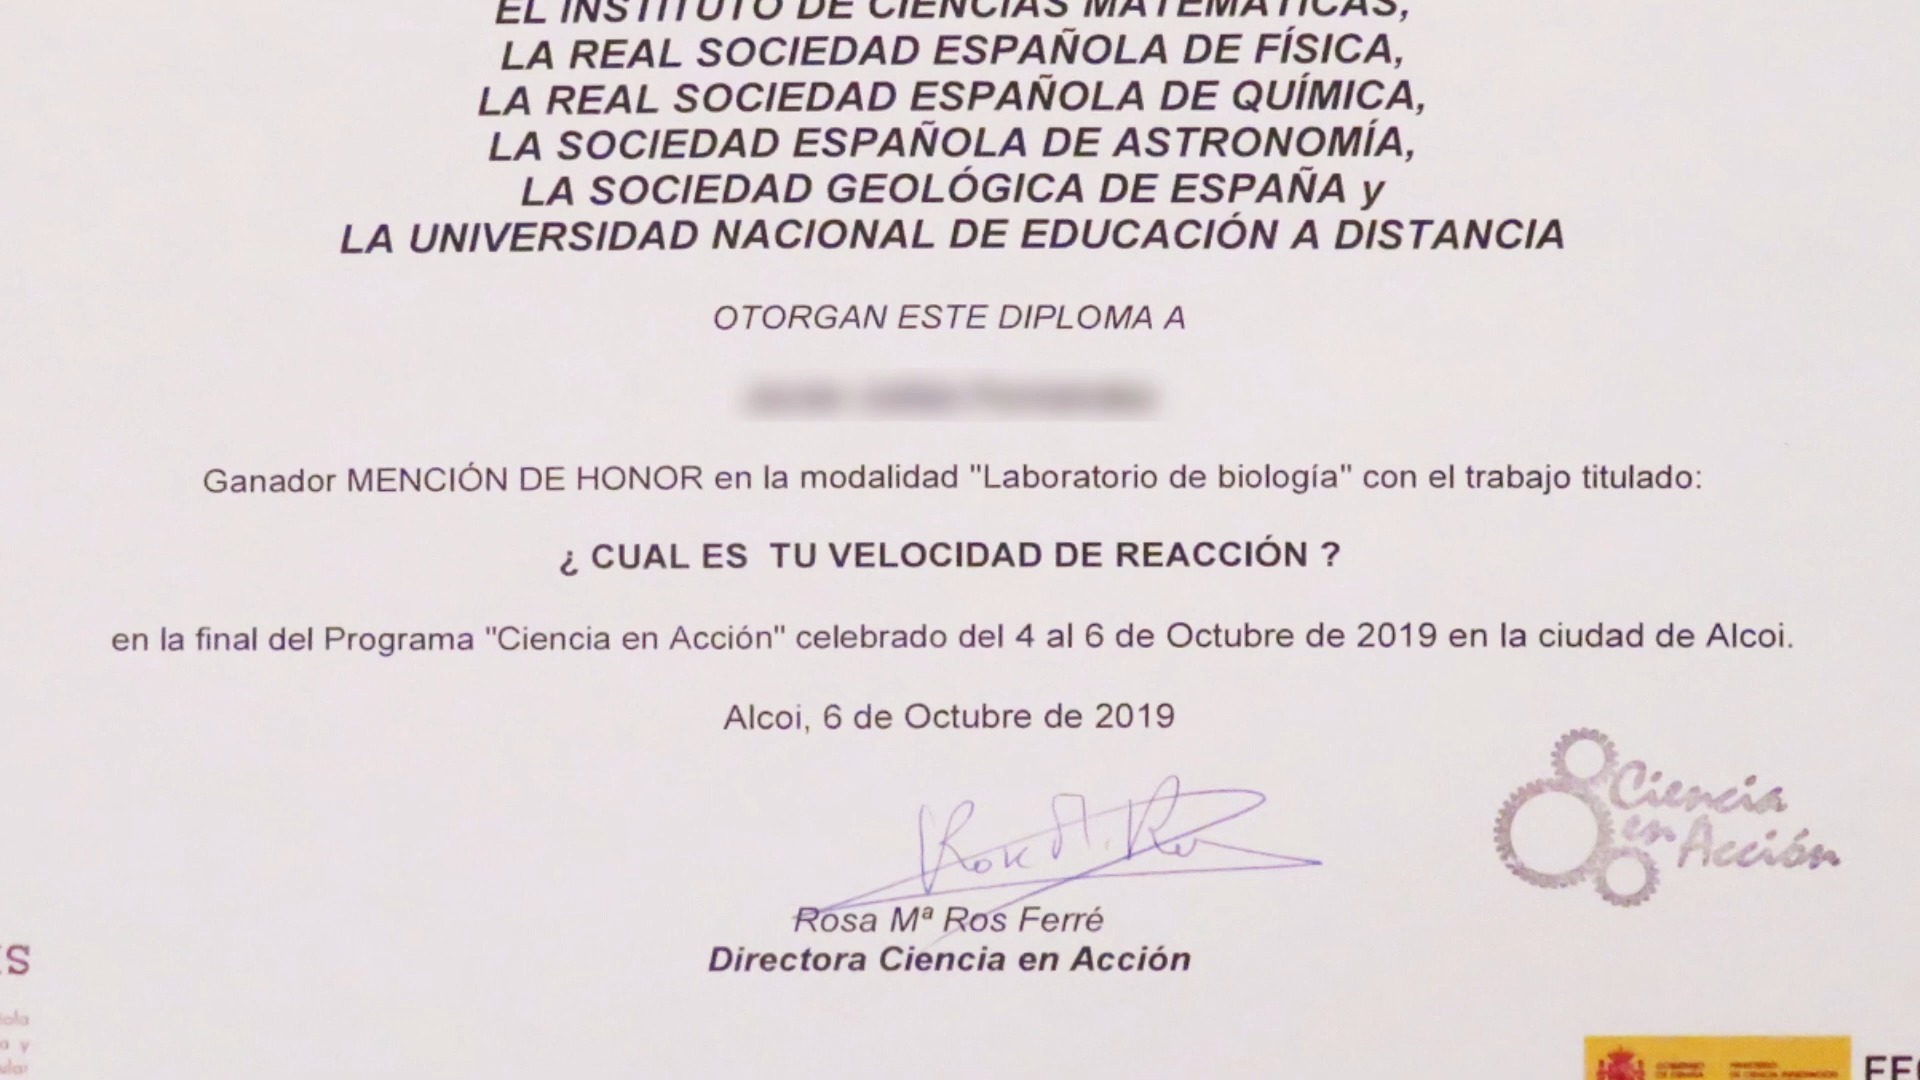 EL INSTITUTO DE CIENCIAS MATEMÁTICAS,
LA REAL SOCIEDAD ESPAÑOLA DE FÍSICA,
LA REAL SOCIEDAD ESPAÑOLA DE QUÍMICA,
LA SOCIEDAD ESPAÑOLA DE ASTRONOMÍA,
LA SOCIEDAD GEOLÓGICA DE ESPAÑA y
LA UNIVERSIDAD NACIONAL DE EDUCACIÓN A DISTANCIA
OTORGAN ESTE DIPLOMA A
Ganador MENCIÓN DE HONOR en la modalidad "Laboratorio de biología" con el trabajo titulado:
¿ CUAL ES TU VELOCIDAD DE REACCIÓN ?
en la final del Programa "Ciencia en Acción" celebrado del 4 al 6 de Octubre de 2019 en la ciudad de Alcoi.
Alcoi, 6 de Octubre de 2019
Ciencia
en Acción
Rosa Mª Ros Ferré
Directora Ciencia en Acción